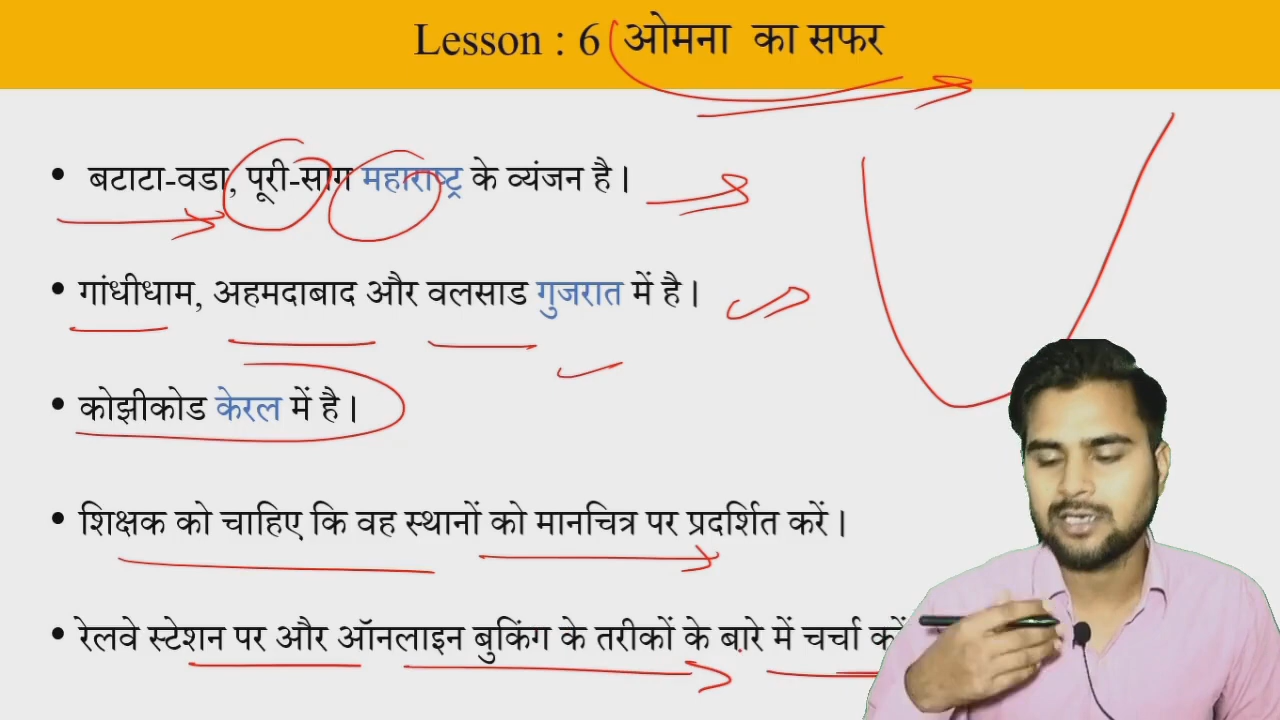 Lesson : 6 ओमना का सफर
• बटाटा-वडा, पूरी-साग महाराष्ट्र के व्यंजन है।
• गांधीधाम, अहमदाबाद और वलसाड गुजरात में है।
• कोझीकोड केरल में है।
• शिक्षक को चाहिए कि वह स्थानों को मानचित्र पर प्रदर्शित करें।
• रेलवे स्टेशन पर और ऑनलाइन बुकिंग के तरीकों के बारे में चर्चा